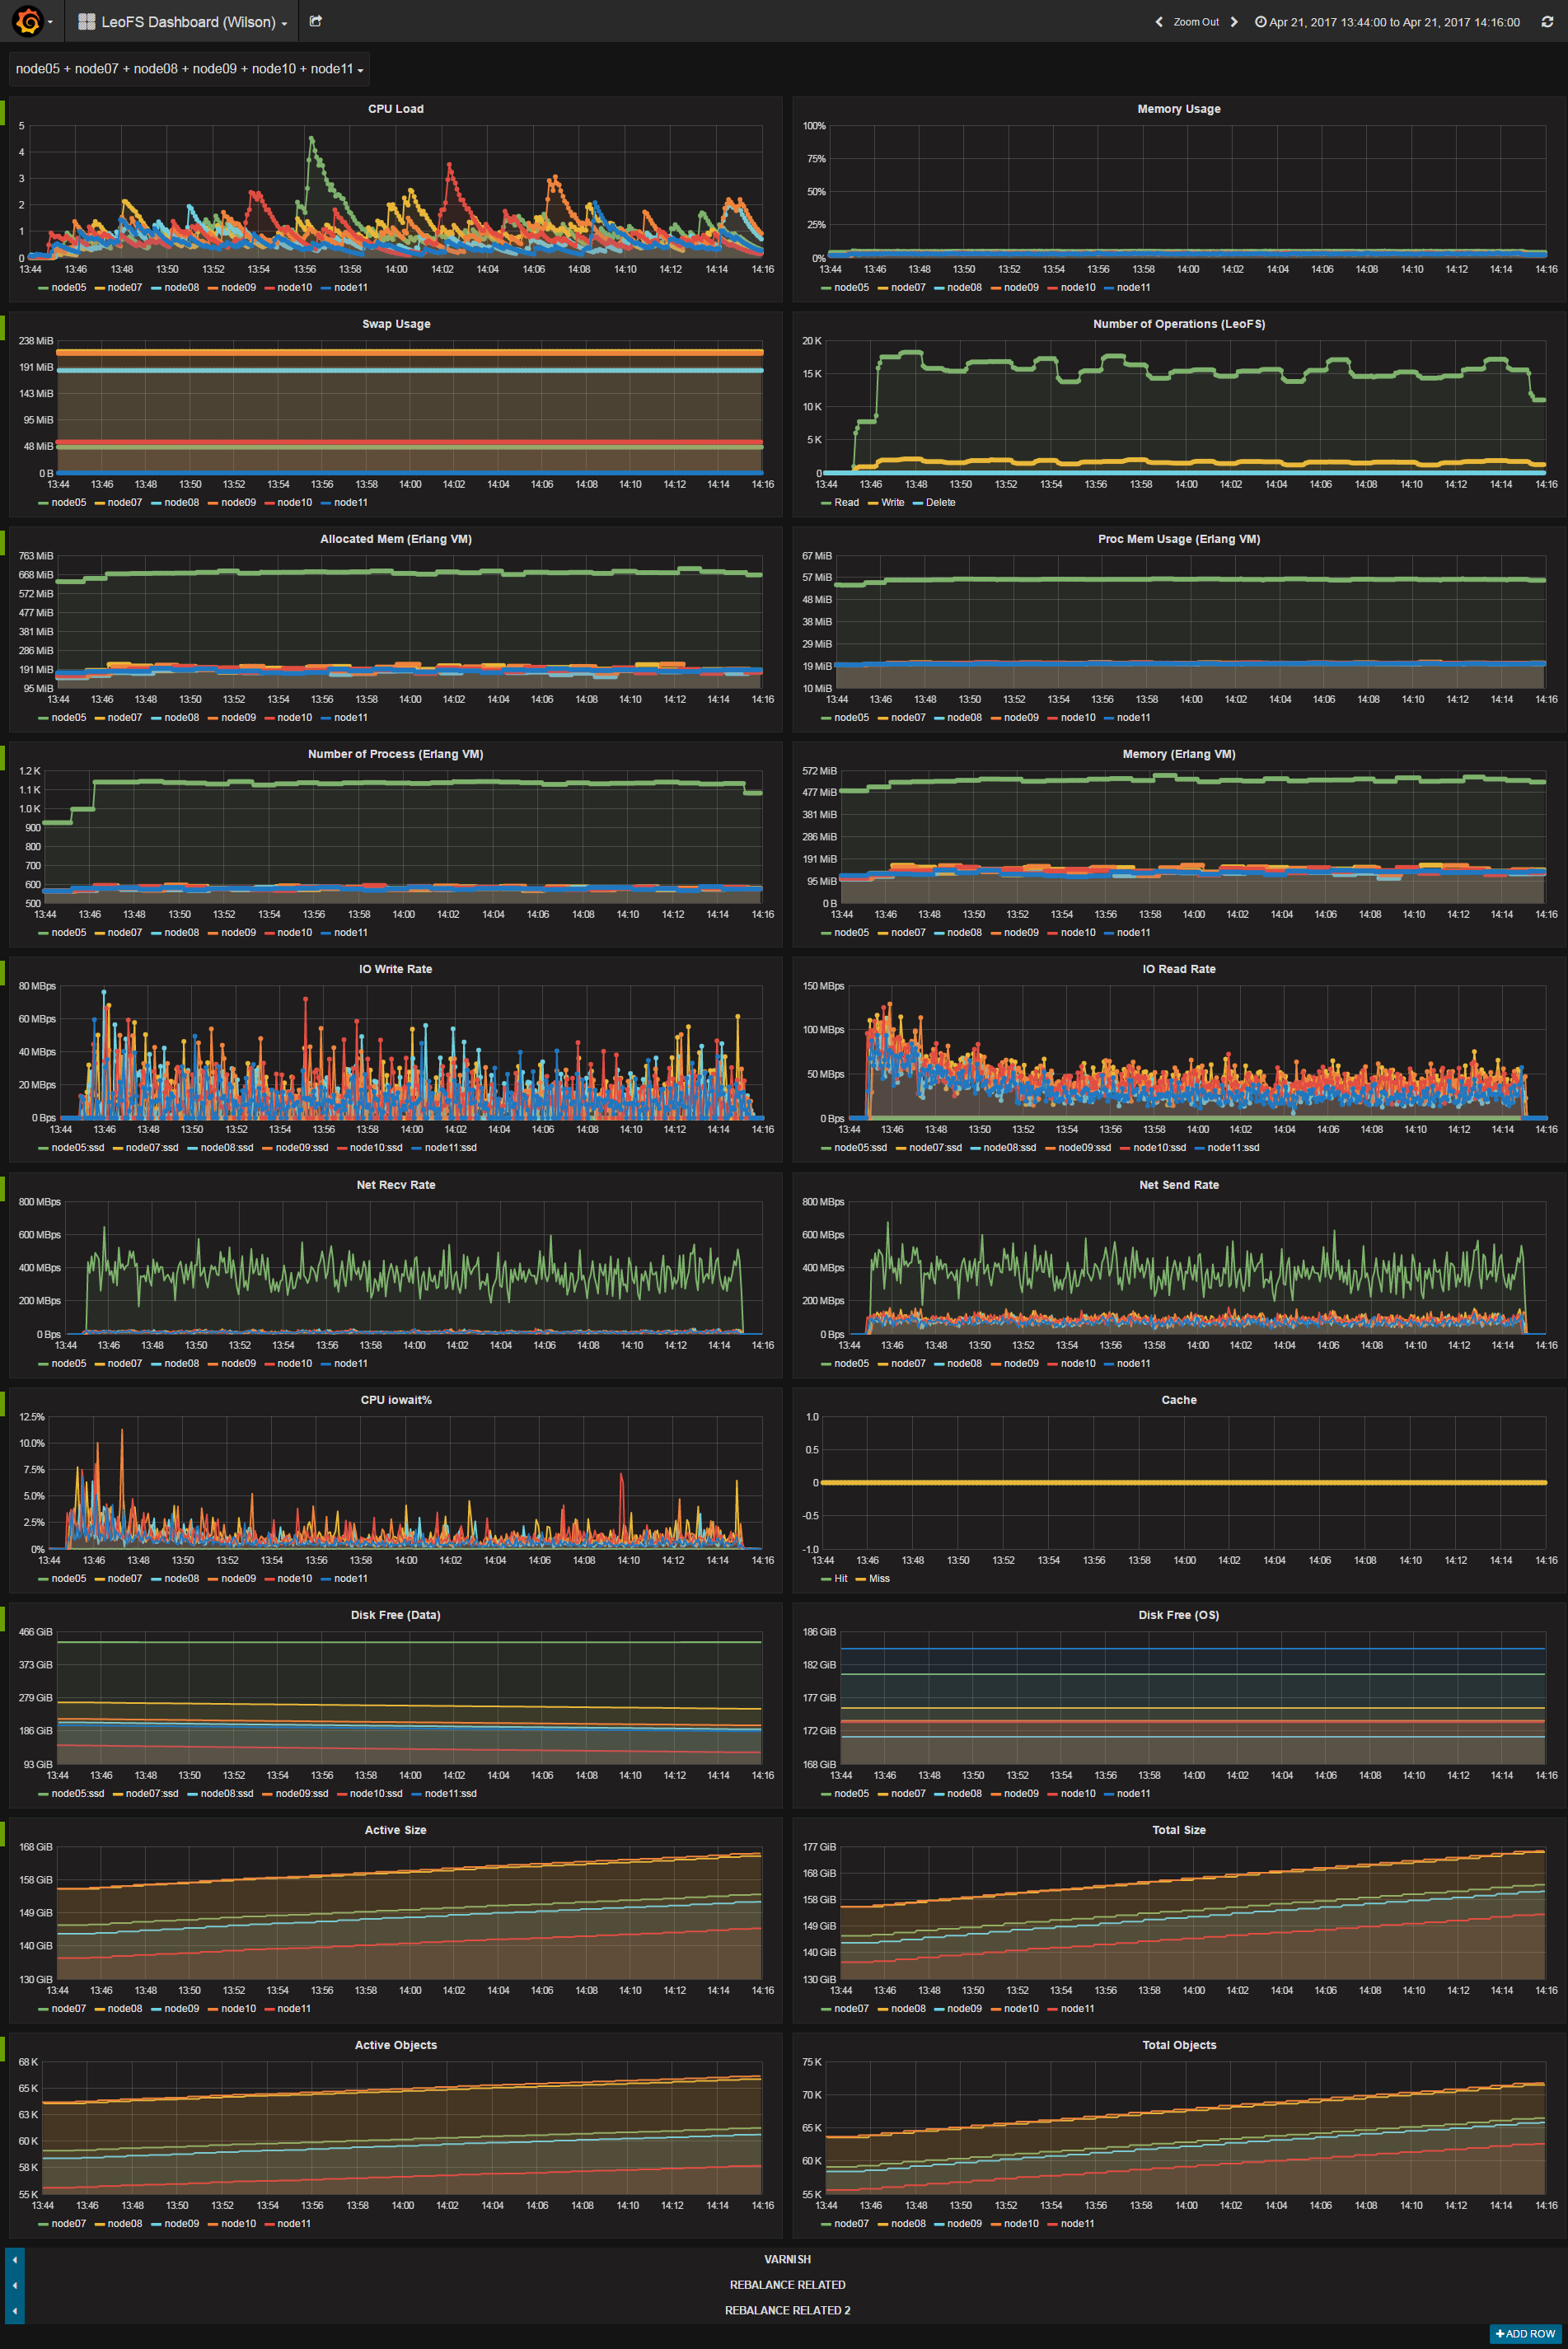 LeoFS Dashboard (Wilson)
Zoom Out
Apr 21, 2017 13:44:00 to Apr 21, 2017 14:16:00
node05 + node07 + node08 + node09 + node10 + node11
CPU Load
5
4
3
2
1
0
13:44 13:46 13:48 13:50 13:52 13:54 13:56 13:58 14:00 14:02 14:04 14:06 14:08 14:10 14:12 14:14 14:16
node05 node07 node08 node09 node10 node11
Memory Usage
100%
75%
50%
25%
0%
13:44 13:46 13:48 13:50 13:52 13:54 13:56 13:58 14:00 14:02 14:04 14:06 14:08 14:10 14:12 14:14 14:16
node05 node07 node08 node09 node10 node11
Swap Usage
238 MiB
191 MiB
143 MiB
95 MiB
48 MiB
0 B
13:44 13:46 13:48 13:50 13:52 13:54 13:56 13:58 14:00 14:02 14:04 14:06 14:08 14:10 14:12 14:14 14:16
node05 node07 node08 node09 node10 node11
Number of Operations (LeoFS)
20 K
15 K
10 K
5 K
0
13:44 13:46 13:48 13:50 13:52 13:54 13:56 13:58 14:00 14:02 14:04 14:06 14:08 14:10 14:12 14:14 14:16
Read Write Delete
Allocated Mem (Erlang VM)
763 MiB
668 MiB
572 MiB
477 MiB
381 MiB
286 MiB
191 MiB
95 MiB
13:44 13:46 13:48 13:50 13:52 13:54 13:56 13:58 14:00 14:02 14:04 14:06 14:08 14:10 14:12 14:14 14:16
node05 node07 node08 node09 node10 node11
Proc Mem Usage (Erlang VM)
67 MiB
57 MiB
48 MiB
38 MiB
29 MiB
19 MiB
10 MiB
13:44 13:46 13:48 13:50 13:52 13:54 13:56 13:58 14:00 14:02 14:04 14:06 14:08 14:10 14:12 14:14 14:16
node05 node07 node08 node09 node10 node11
Number of Process (Erlang VM)
1.2 K
1.1 K
1.0 K
900
800
700
600
500
13:44 13:46 13:48 13:50 13:52 13:54 13:56 13:58 14:00 14:02 14:04 14:06 14:08 14:10 14:12 14:14 14:16
node05 node07 node08 node09 node10 node11
Memory (Erlang VM)
572 MiB
477 MiB
381 MiB
286 MiB
191 MiB
95 MiB
0 B
13:44 13:46 13:48 13:50 13:52 13:54 13:56 13:58 14:00 14:02 14:04 14:06 14:08 14:10 14:12 14:14 14:16
node05 node07 node08 node09 node10 node11
IO Write Rate
80 MBps
60 MBps
40 MBps
20 MBps
0 Bps
13:44 13:46 13:48 13:50 13:52 13:54 13:56 13:58 14:00 14:02 14:04 14:06 14:08 14:10 14:12 14:14 14:16
node05:ssd node07:ssd node08:ssd node09:ssd node10:ssd node11:ssd
IO Read Rate
150 MBps
100 MBps
50 MBps
0 Bps
13:44 13:46 13:48 13:50 13:52 13:54 13:56 13:58 14:00 14:02 14:04 14:06 14:08 14:10 14:12 14:14 14:16
node05:ssd node07:ssd node08:ssd node09:ssd node10:ssd node11:ssd
Net Recv Rate
800 MBps
600 MBps
400 MBps
200 MBps
0 Bps
13:44 13:46 13:48 13:50 13:52 13:54 13:56 13:58 14:00 14:02 14:04 14:06 14:08 14:10 14:12 14:14 14:16
node05 node07 node08 node09 node10 node11
Net Send Rate
800 MBps
600 MBps
400 MBps
200 MBps
0 Bps
13:44 13:46 13:48 13:50 13:52 13:54 13:56 13:58 14:00 14:02 14:04 14:06 14:08 14:10 14:12 14:14 14:16
node05 node07 node08 node09 node10 node11
CPU iowait%
12.5%
10.0%
7.5%
5.0%
2.5%
0%
13:44 13:46 13:48 13:50 13:52 13:54 13:56 13:58 14:00 14:02 14:04 14:06 14:08 14:10 14:12 14:14 14:16
node05 node07 node08 node09 node10 node11
Cache
1.0
0.5
0
-0.5
-1.0
13:44 13:46 13:48 13:50 13:52 13:54 13:56 13:58 14:00 14:02 14:04 14:06 14:08 14:10 14:12 14:14 14:16
Hit Miss
Disk Free (Data)
466 GiB
373 GiB
279 GiB
186 GiB
93 GiB
13:44 13:46 13:48 13:50 13:52 13:54 13:56 13:58 14:00 14:02 14:04 14:06 14:08 14:10 14:12 14:14 14:16
node05:ssd node07:ssd node08:ssd node09:ssd node10:ssd node11:ssd
Disk Free (OS)
186 GiB
182 GiB
177 GiB
172 GiB
168 GiB
13:44 13:46 13:48 13:50 13:52 13:54 13:56 13:58 14:00 14:02 14:04 14:06 14:08 14:10 14:12 14:14 14:16
node05 node07 node08 node09 node10 node11
Active Size
168 GiB
158 GiB
149 GiB
140 GiB
130 GiB
13:44 13:46 13:48 13:50 13:52 13:54 13:56 13:58 14:00 14:02 14:04 14:06 14:08 14:10 14:12 14:14 14:16
node07 node08 node09 node10 node11
Total Size
177 GiB
168 GiB
158 GiB
149 GiB
140 GiB
130 GiB
13:44 13:46 13:48 13:50 13:52 13:54 13:56 13:58 14:00 14:02 14:04 14:06 14:08 14:10 14:12 14:14 14:16
node07 node08 node09 node10 node11
Active Objects
68 K
65 K
63 K
60 K
58 K
55 K
13:44 13:46 13:48 13:50 13:52 13:54 13:56 13:58 14:00 14:02 14:04 14:06 14:08 14:10 14:12 14:14 14:16
node07 node08 node09 node10 node11
Total Objects
75 K
70 K
65 K
60 K
55 K
13:44 13:46 13:48 13:50 13:52 13:54 13:56 13:58 14:00 14:02 14:04 14:06 14:08 14:10 14:12 14:14 14:16
node07 node08 node09 node10 node11
VARNISH
REBALANCE RELATED
REBALANCE RELATED 2
ADD ROW